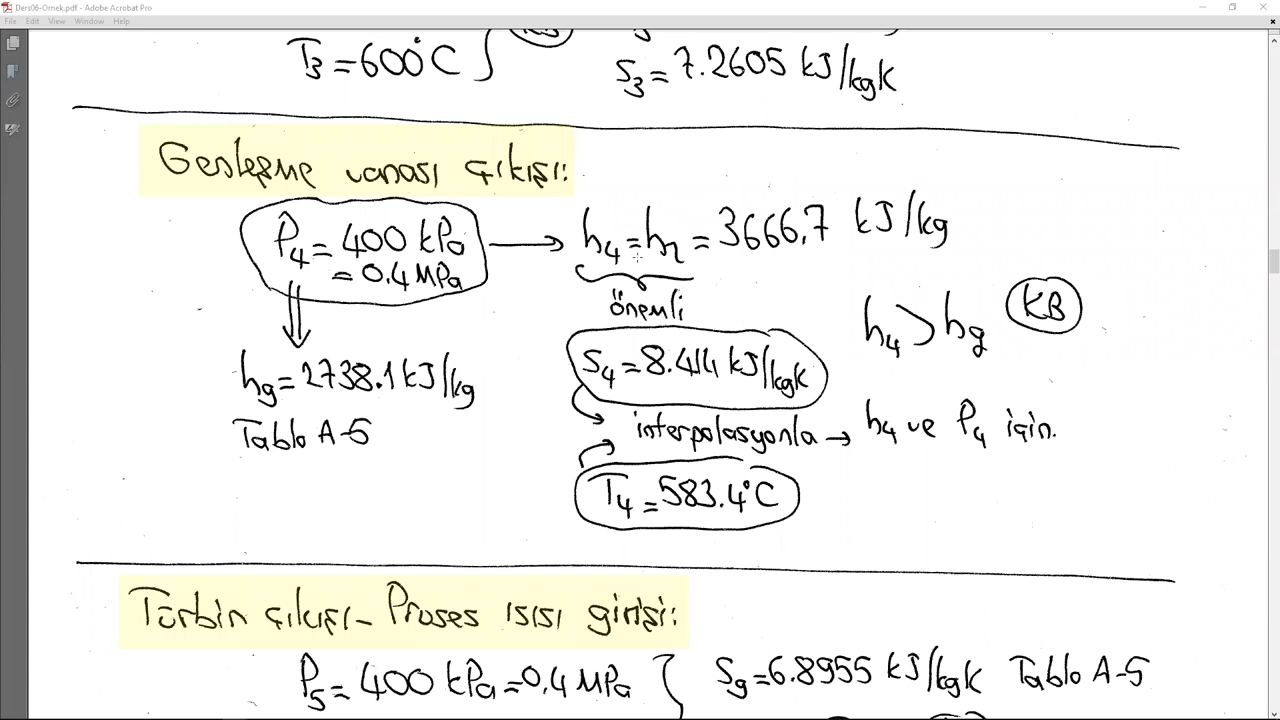 Ders06-Ornek.pdf - Adobe Acrobat Pro
File Edit View Window Help
T3=600°C
S3=7.2605 kJ/kgK
Genleşme vanası çıkışı:
P4=400 kPa
=0.4 MPa
h4=h2=3666,7 kJ/kg
önemli
h4>hg
KB
hg=2738.1 kJ/kg
Tablo A-5
S4=8.414 kJ/kgK
interpolasyonla → h4 ve P4 için.
T4=583.4°C
Türbin çıkışı-Proses ısısı girişi:
P5=400 kPa=0.4 MPa
Sg=6.8955 kJ/kgK Tablo A-5